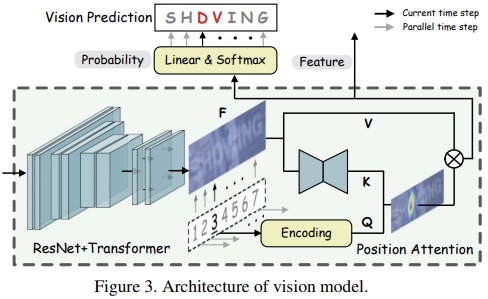 Vision Prediction SHDVING
Current time step
Parallel time step
Probability Linear & Softmax Feature
F V
K
1 2 3 4 5 6 7
Q
Encoding
ResNet+Transformer Position Attention
Figure 3. Architecture of vision model.